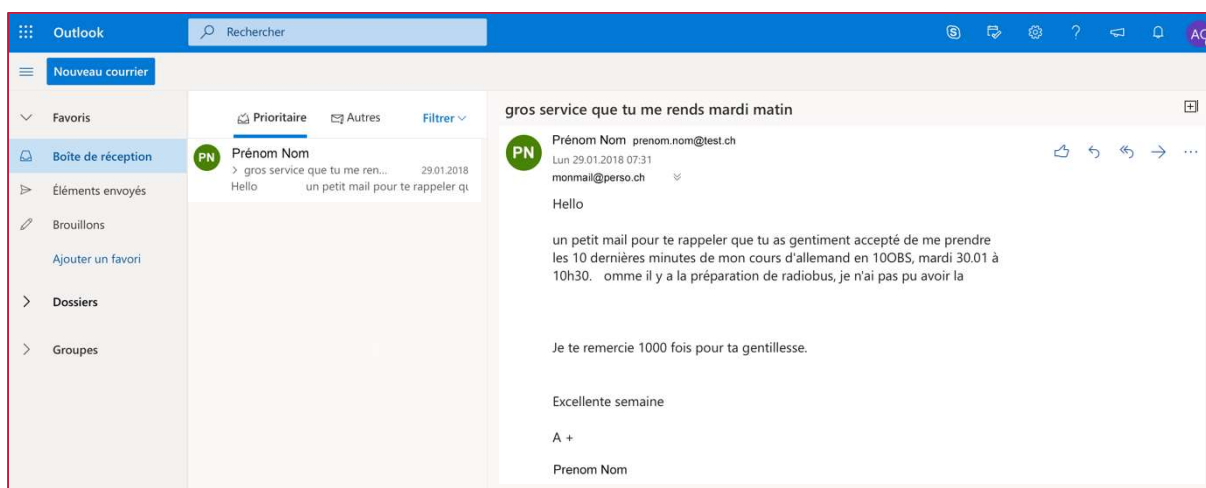 Outlook
Rechercher
AC
Nouveau courrier
Favoris
Prioritaire
Autres
Filtrer
Boîte de réception
Éléments envoyés
Brouillons
Ajouter un favori
Dossiers
Groupes
PN
Prénom Nom
> gros service que tu me ren... 29.01.2018
Hello un petit mail pour te rappeler qu
gros service que tu me rends mardi matin
PN
Prénom Nom prenom.nom@test.ch
Lun 29.01.2018 07:31
monmail@perso.ch
Hello
un petit mail pour te rappeler que tu as gentiment accepté de me prendre
les 10 dernières minutes de mon cours d'allemand en 10OBS, mardi 30.01 à
10h30. omme il y a la préparation de radiobus, je n'ai pas pu avoir la
Je te remercie 1000 fois pour ta gentillesse.
Excellente semaine
A +
Prenom Nom